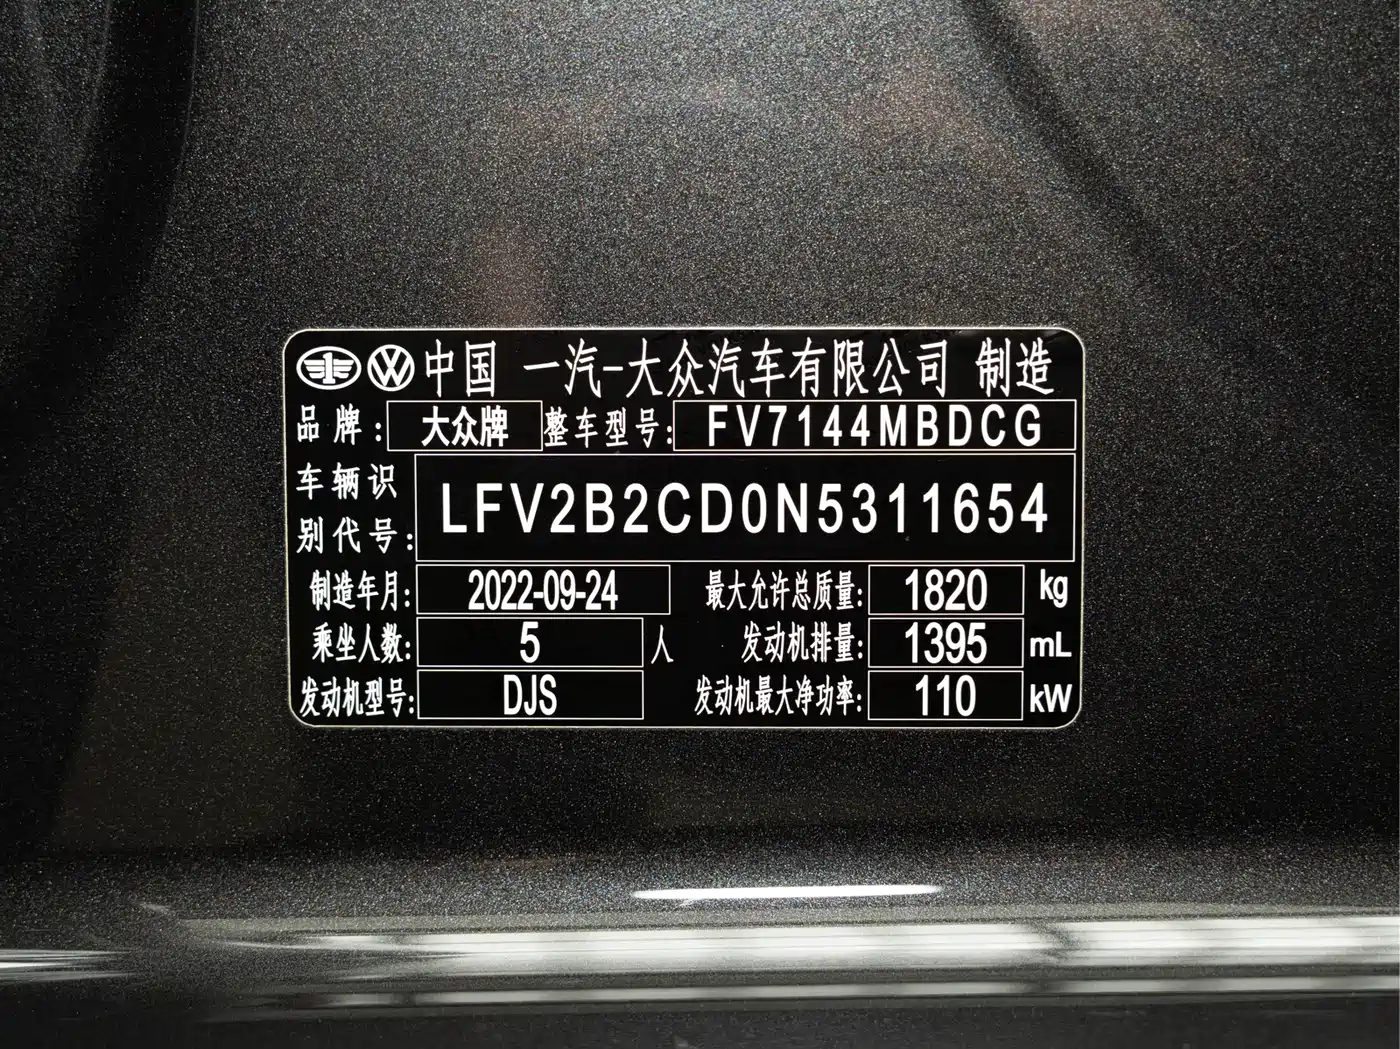 中国 一汽-大众汽车有限公司 制造
品牌: 大众牌 整车型号: FV7144MBDCG
车辆识
别代号: LFV2B2CD0N5311654
制造年月: 2022-09-24 最大允许总质量: 1820 kg
乘坐人数: 5 人 发动机排量: 1395 mL
发动机型号: DJS 发动机最大净功率: 110 kW